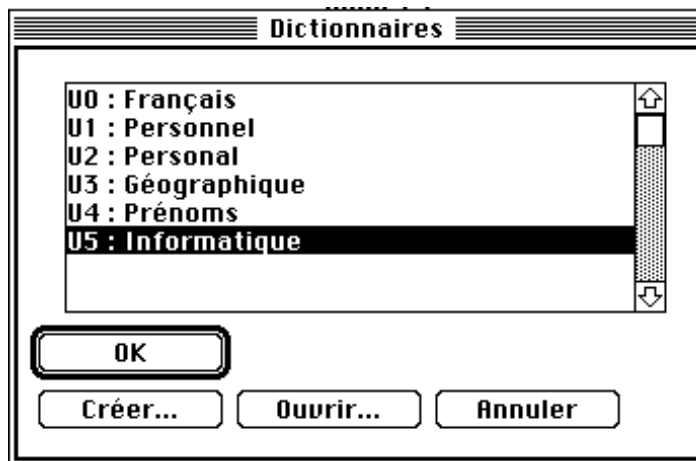 Dictionnaires
U0 : Français
U1 : Personnel
U2 : Personal
U3 : Géographique
U4 : Prénoms
U5 : Informatique
OK
Créer... Ouvrir... Annuler